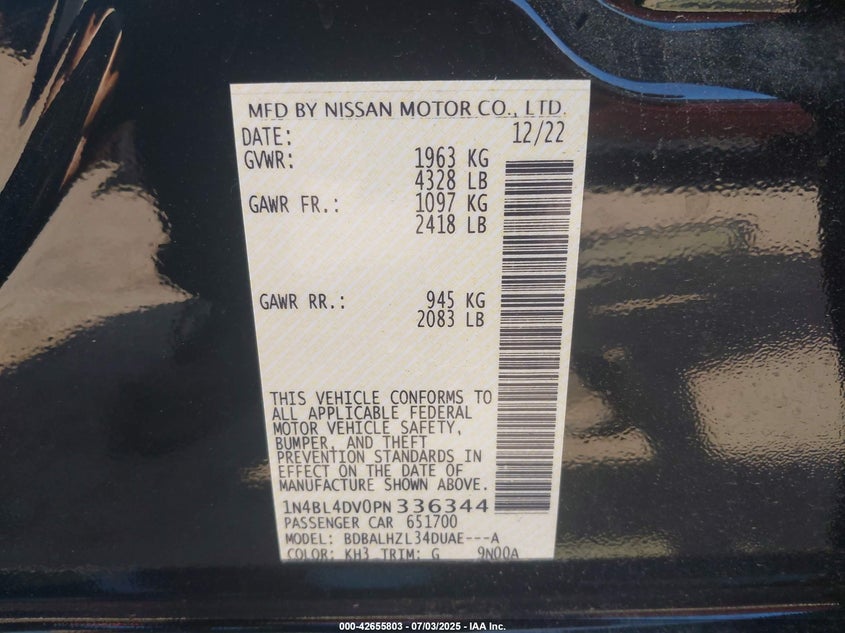 MFD BY NISSAN MOTOR CO., LTD.
DATE: 12/22
GVWR: 1963 KG
4328 LB
GAWR FR.: 1097 KG
2418 LB
GAWR RR.: 945 KG
2083 LB
THIS VEHICLE CONFORMS TO
ALL APPLICABLE FEDERAL
MOTOR VEHICLE SAFETY,
BUMPER, AND THEFT
PREVENTION STANDARDS IN
EFFECT ON THE DATE OF
MANUFACTURE SHOWN ABOVE.
1N4BL4DV0PN336344
PASSENGER CAR 651700
MODEL: BDBALHZL34DUAE---A
COLOR: KH3 TRIM: G 9N00A
000-42655803 - 07/03/2025 - IAA Inc.